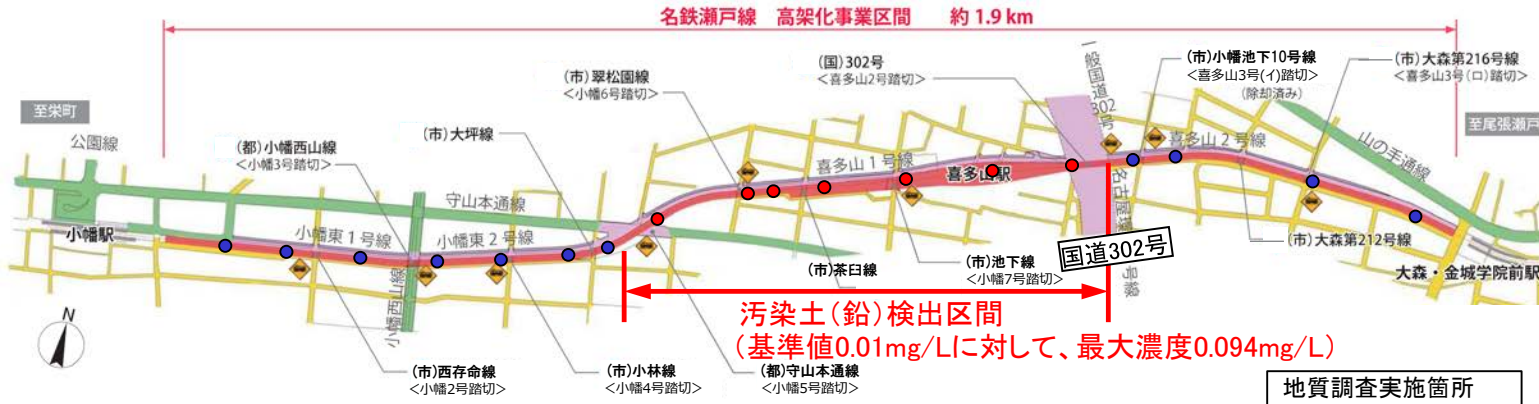 名鉄瀬戸線 高架化事業区間 約1.9km
至栄町
公園線
(都)小幡西山線
<小幡3号踏切>
(市)大坪線
(市)翠松園線
<小幡6号踏切>
(国)302号
<喜多山2号踏切>
一般国道302号
(市)小幡池下10号線
<喜多山3号(イ)踏切>
(除却済み)
(市)大森第216号線
<喜多山3号(ロ)踏切>
至尾張瀬戸
山の手通線
喜多山1号線
喜多山2号線
喜多山駅
守山本通線
小幡駅
小幡東1号線
小幡東2号線
小幡西山線
(市)茶臼線
(市)池下線
<小幡7号踏切>
国道302号
号線
(市)大森第212号線
大森・金城学院前駅
N
汚染土(鉛)検出区間
(基準値0.01mg/Lに対して、最大濃度0.094mg/L)
(市)西存命線
<小幡2号踏切>
(市)小林線
<小幡4号踏切>
(都)守山本通線
<小幡5号踏切>
地質調査実施箇所